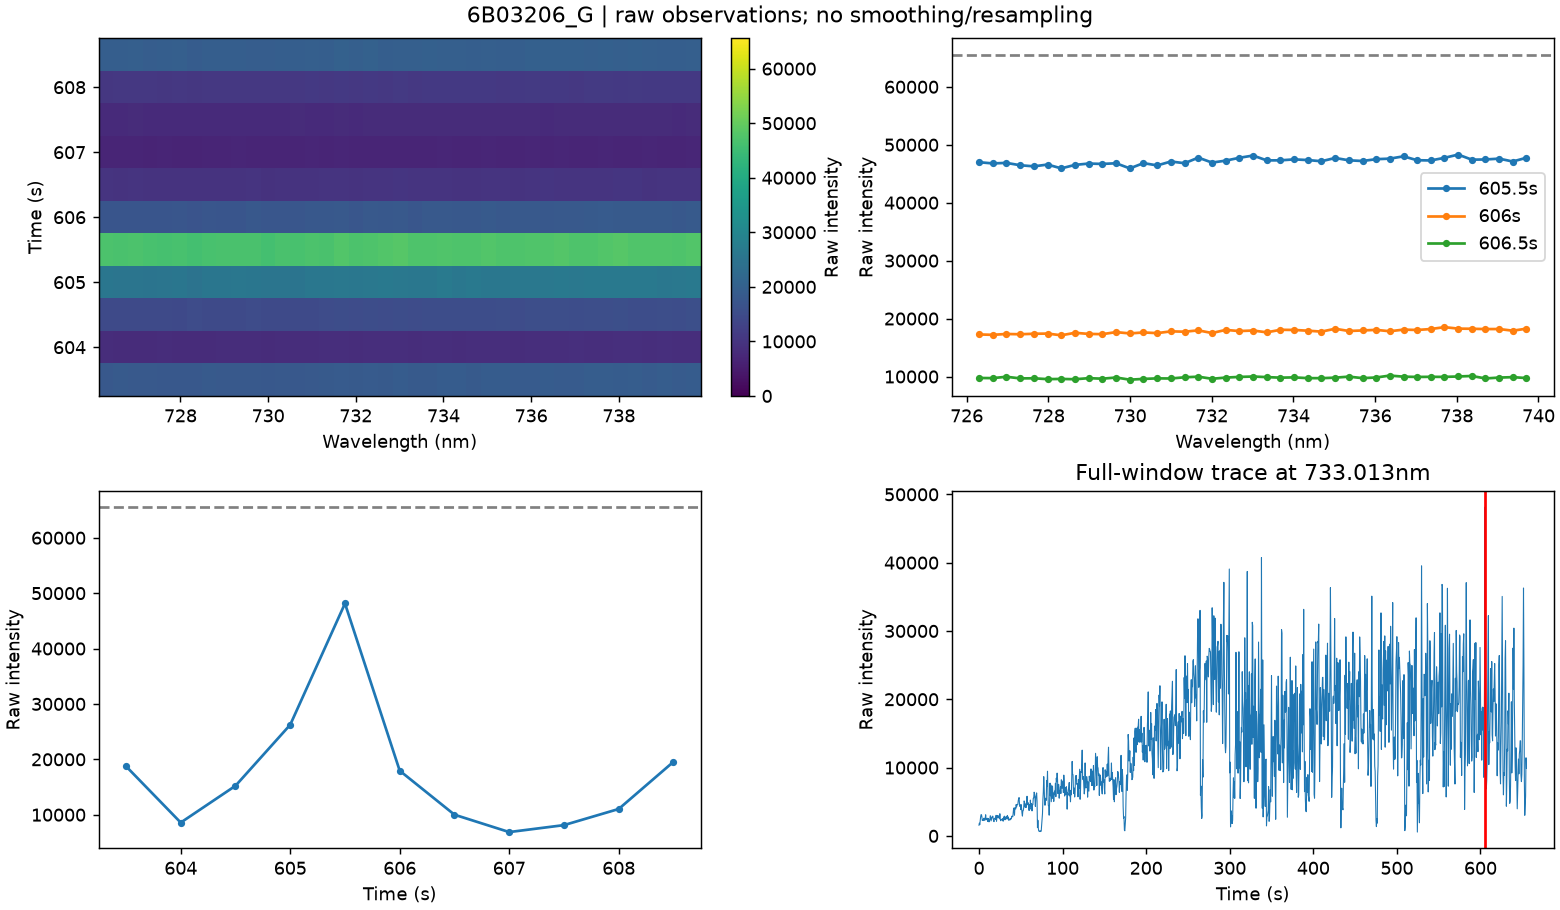 6B03206_G | raw observations; no smoothing/resampling
608
607
606
605
604
Time (s)
728 730 732 734 736 738
Wavelength (nm)
60000
50000
40000
30000
20000
10000
0
Raw intensity
60000
50000
40000
30000
20000
10000
Raw intensity
605.5s
606s
606.5s
726 728 730 732 734 736 738 740
Wavelength (nm)
60000
50000
40000
30000
20000
10000
Raw intensity
604 605 606 607 608
Time (s)
Full-window trace at 733.013nm
50000
40000
30000
20000
10000
0
Raw intensity
0 100 200 300 400 500 600
Time (s)